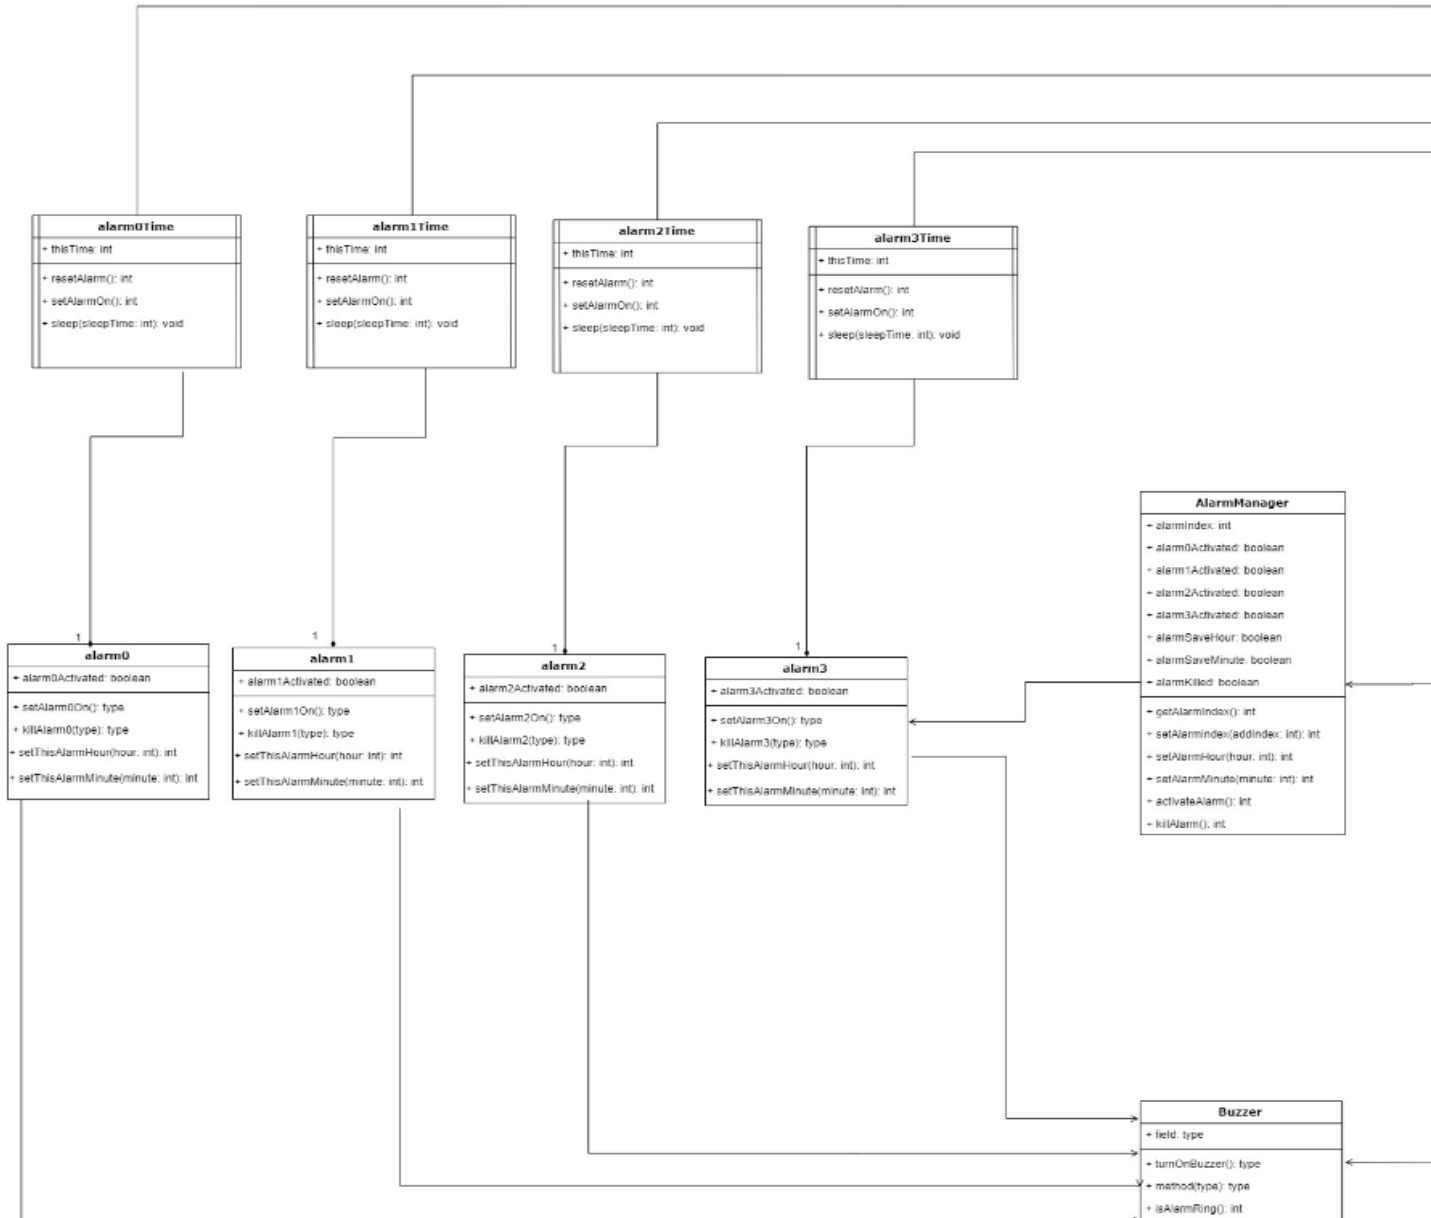 alarm0Time
+ thisTime: int
+ resetAlarm(): int
+ setAlarmOn(): int
+ sleep(sleepTime: int): void
alarm1Time
+ thisTime: int
+ resetAlarm(): int
+ setAlarmOn(): int
+ sleep(sleepTime: int): void
alarm2Time
+ thisTime: int
+ resetAlarm(): int
+ setAlarmOn(): int
+ sleep(sleepTime: int): void
alarm3Time
+ thisTime: int
+ resetAlarm(): int
+ setAlarmOn(): int
+ sleep(sleepTime: int): void
AlarmManager
+ alarmIndex: int
+ alarm0Activated: boolean
+ alarm1Activated: boolean
+ alarm2Activated: boolean
+ alarm3Activated: boolean
+ alarmSaveHour: boolean
+ alarmSaveMinute: boolean
+ alarmKilled: boolean
+ getAlarmIndex(): int
+ setAlarmIndex(addIndex: int): int
+ setAlarmHour(hour: int): int
+ setAlarmMinute(minute: int): int
+ activateAlarm(): int
+ killAlarm(): int
1
alarm0
+ alarm0Activated: boolean
+ setAlarm0On(): type
+ killAlarm0(type): type
+ setThisAlarmHour(hour: int): int
+ setThisAlarmMinute(minute: int): int
1
alarm1
+ alarm1Activated: boolean
+ setAlarm1On(): type
+ killAlarm1(type): type
+ setThisAlarmHour(hour: int): int
+ setThisAlarmMinute(minute: int): int
1
alarm2
+ alarm2Activated: boolean
+ setAlarm2On(): type
+ killAlarm2(type): type
+ setThisAlarmHour(hour: int): int
+ setThisAlarmMinute(minute: int): int
1
alarm3
+ alarm3Activated: boolean
+ setAlarm3On(): type
+ killAlarm3(type): type
+ setThisAlarmHour(hour: int): int
+ setThisAlarmMinute(minute: int): int
Buzzer
+ field: type
+ turnOnBuzzer(): type
+ method(type): type
+ isAlarmRing(): int